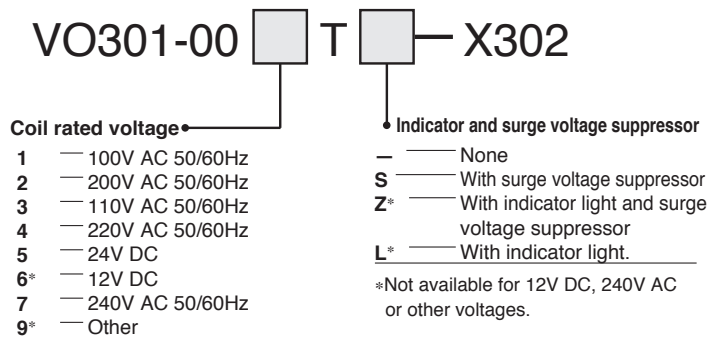 VO301-00 T — X302
Coil rated voltage
1 — 100V AC 50/60Hz
2 — 200V AC 50/60Hz
3 — 110V AC 50/60Hz
4 — 220V AC 50/60Hz
5 — 24V DC
6* — 12V DC
7 — 240V AC 50/60Hz
9* — Other
Indicator and surge voltage suppressor
— — None
S — With surge voltage suppressor
Z* — With indicator light and surge
voltage suppressor
L* — With indicator light.
*Not available for 12V DC, 240V AC
or other voltages.